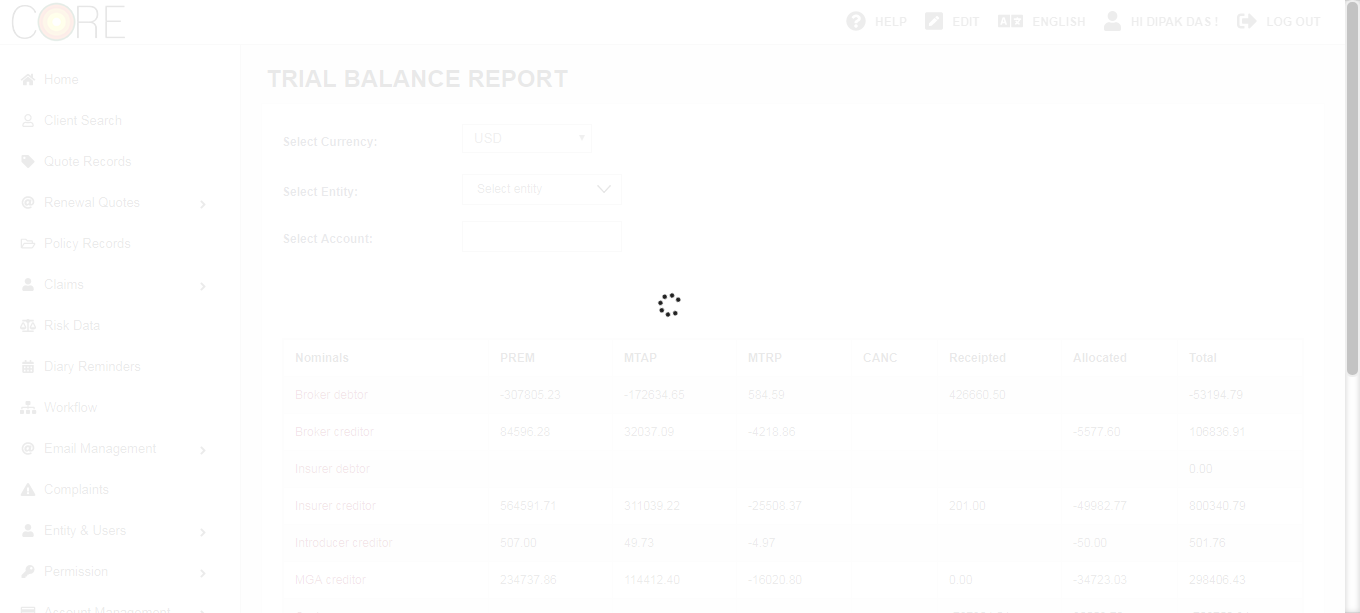 CORE
HELP EDIT ENGLISH HI DIPAK DAS ! LOG OUT
Home
Client Search
Quote Records
Renewal Quotes
Policy Records
Claims
Risk Data
Diary Reminders
Workflow
Email Management
Complaints
Entity & Users
Permission
Account Management
TRIAL BALANCE REPORT
Select Currency: USD
Select Entity: Select entity
Select Account:
Nominals PREM MTAP MTRP CANC Receipted Allocated Total
Broker debtor -307805.23 -172634.65 584.59 426660.50 -53194.79
Broker creditor 84596.28 32037.09 -4218.86 -5577.60 106836.91
Insurer debtor 0.00
Insurer creditor 564591.71 311039.22 -25508.37 201.00 -49982.77 800340.79
Introducer creditor 507.00 49.73 -4.97 -50.00 501.76
MGA creditor 234737.86 114412.40 -16020.80 0.00 -34723.03 298406.43